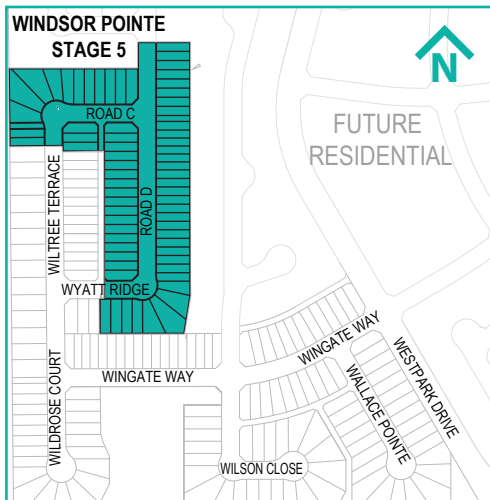 WINDSOR POINTE
STAGE 5
N
ROAD C
FUTURE
RESIDENTIAL
WILTREE TERRACE
ROAD D
WYATT RIDGE
WINGATE WAY
WESTPARK DRIVE
WINGATE WAY
WALLACE POINTE
WILDROSE COURT
WILSON CLOSE